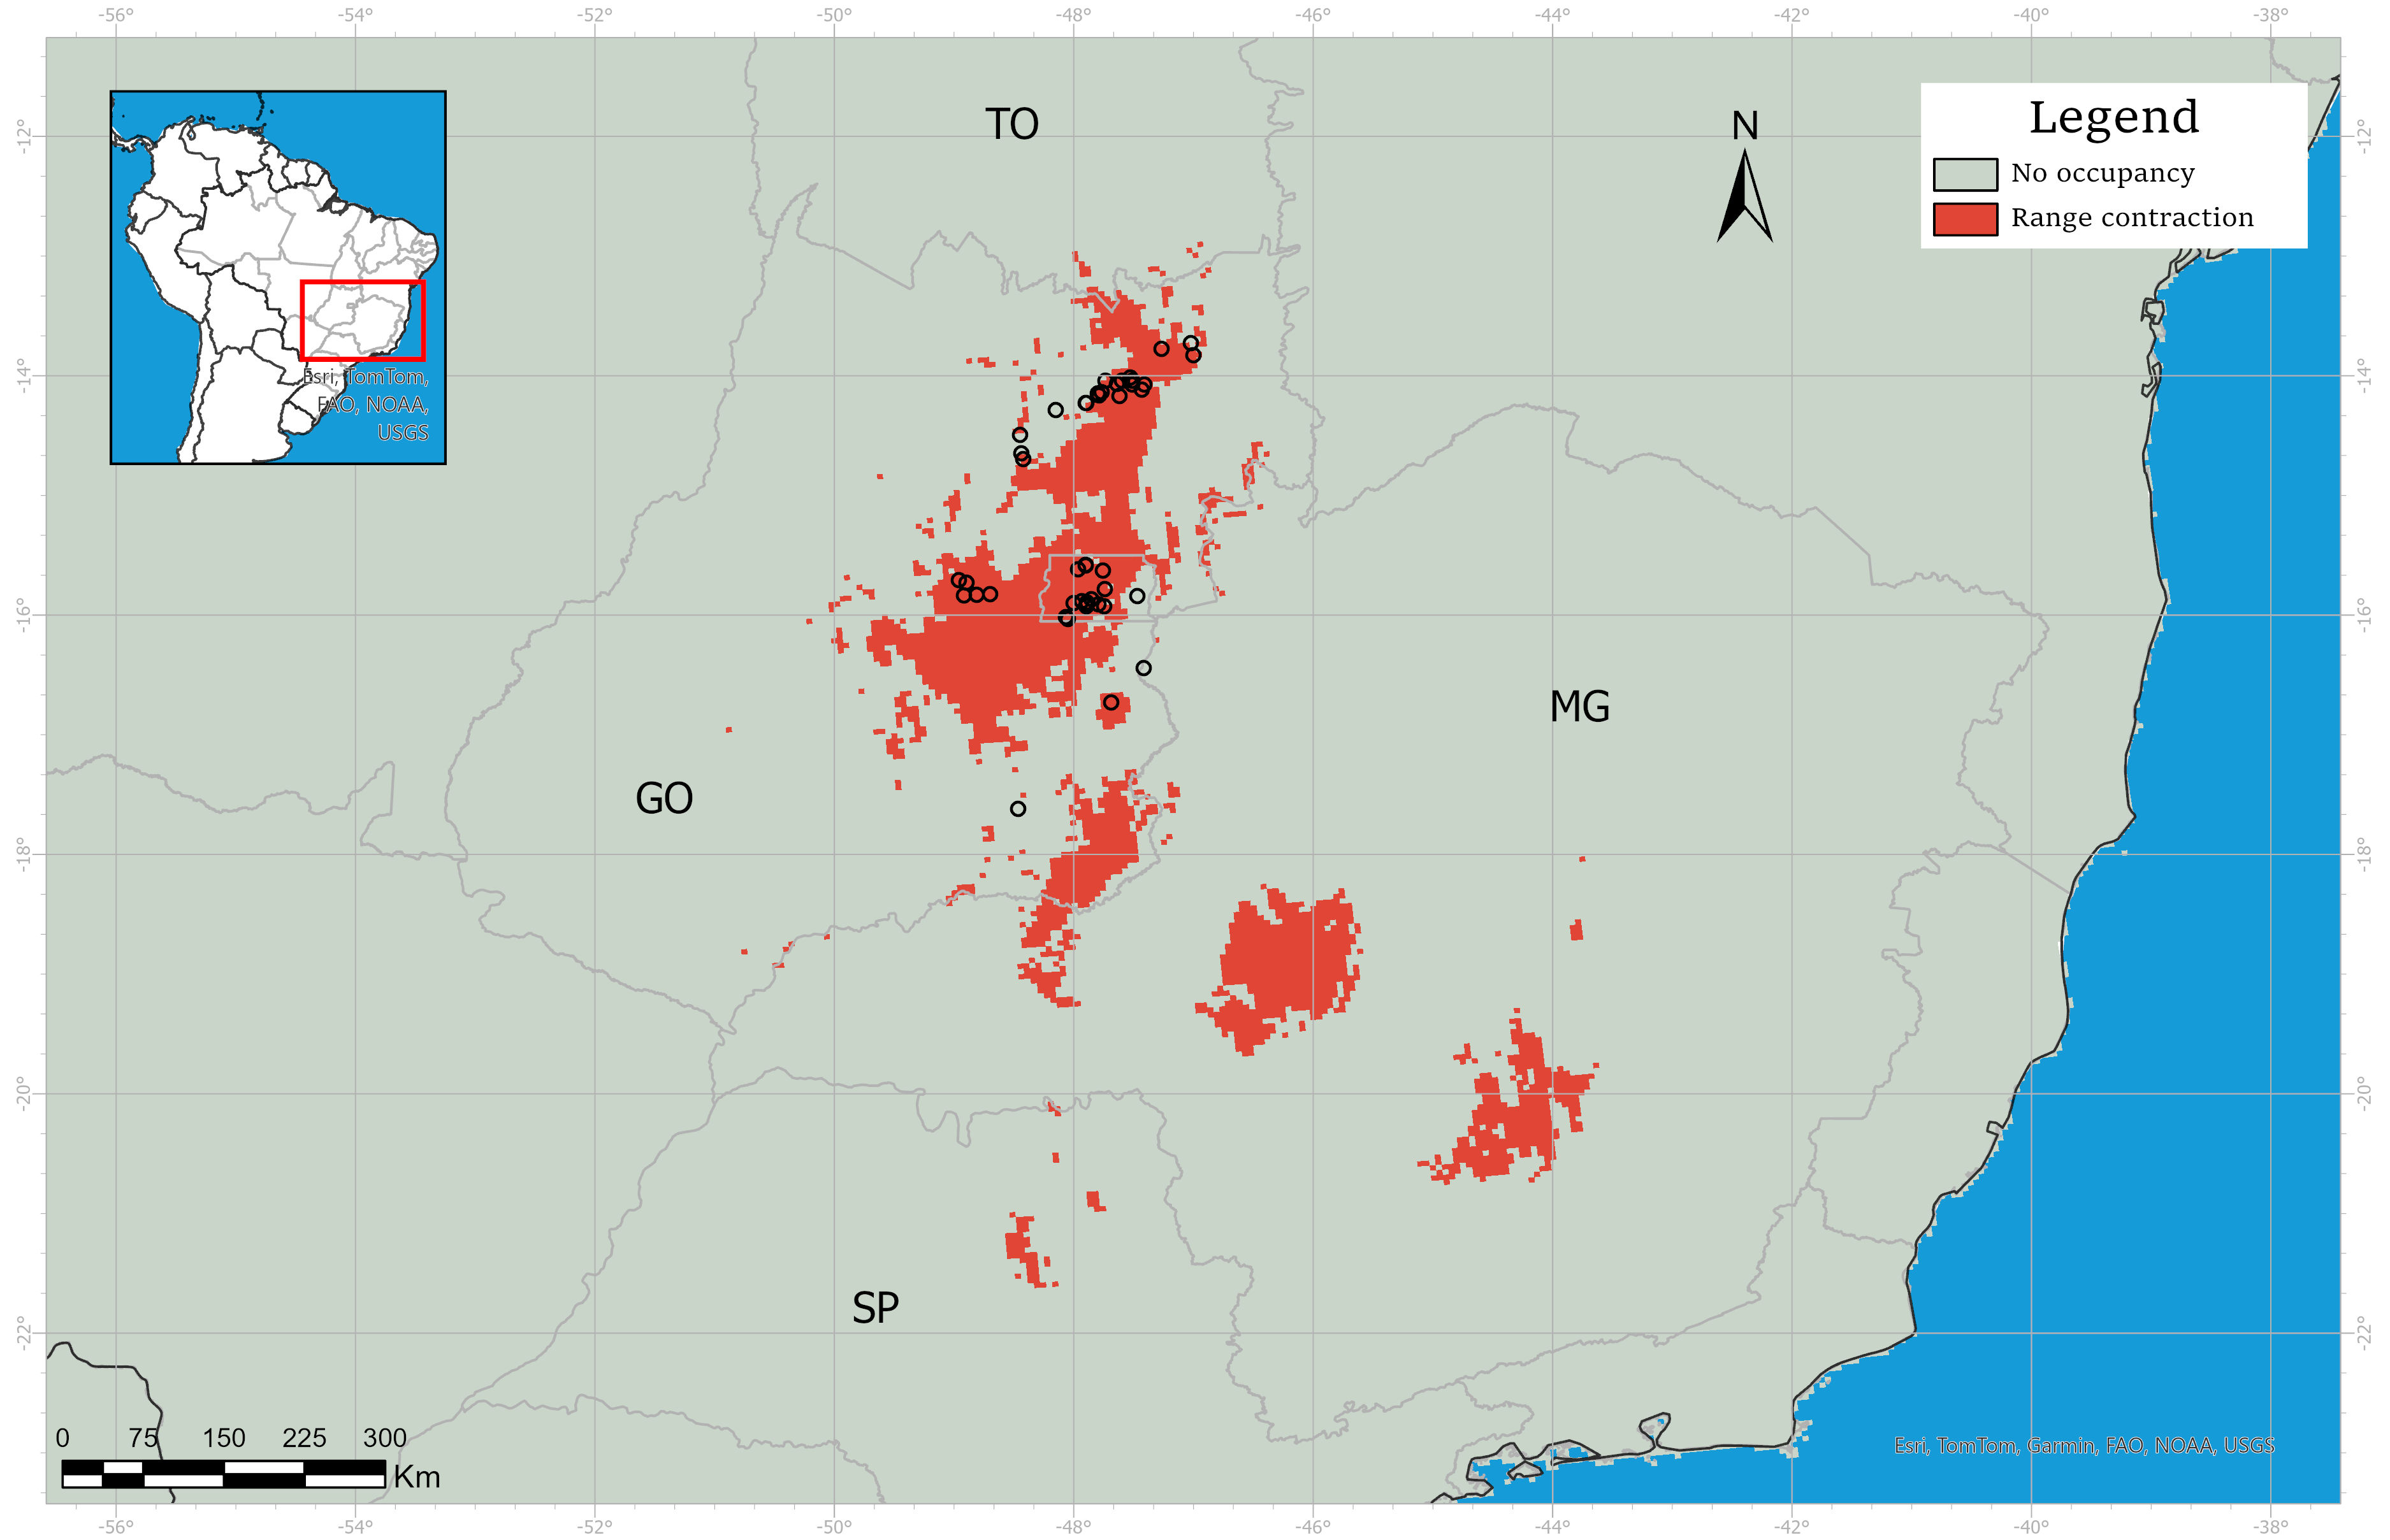 -56° -54° -52° -50° -48° -46° -44° -42° -40° -38°
TO
N
Legend
No occupancy
Range contraction
-12° -12°
Esri, TomTom,
FAO, NOAA,
USGS
-14° -14°
-16° -16°
MG
GO
-18° -18°
-20° -20°
SP
-22° -22°
0 75 150 225 300
Km
Esri, TomTom, Garmin, FAO, NOAA, USGS
-56° -54° -52° -50° -48° -46° -44° -42° -40° -38°